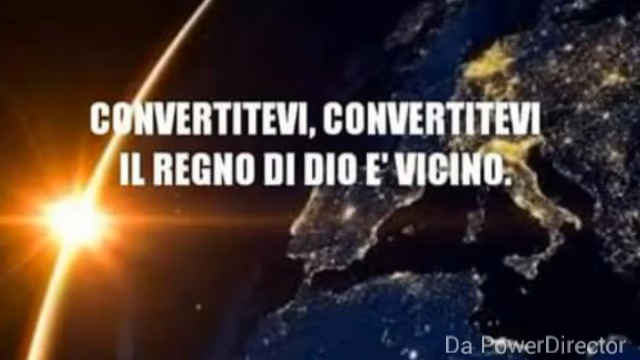 CONVERTITEVI, CONVERTITEVI
IL REGNO DI DIO E' VICINO.
Da PowerDirector